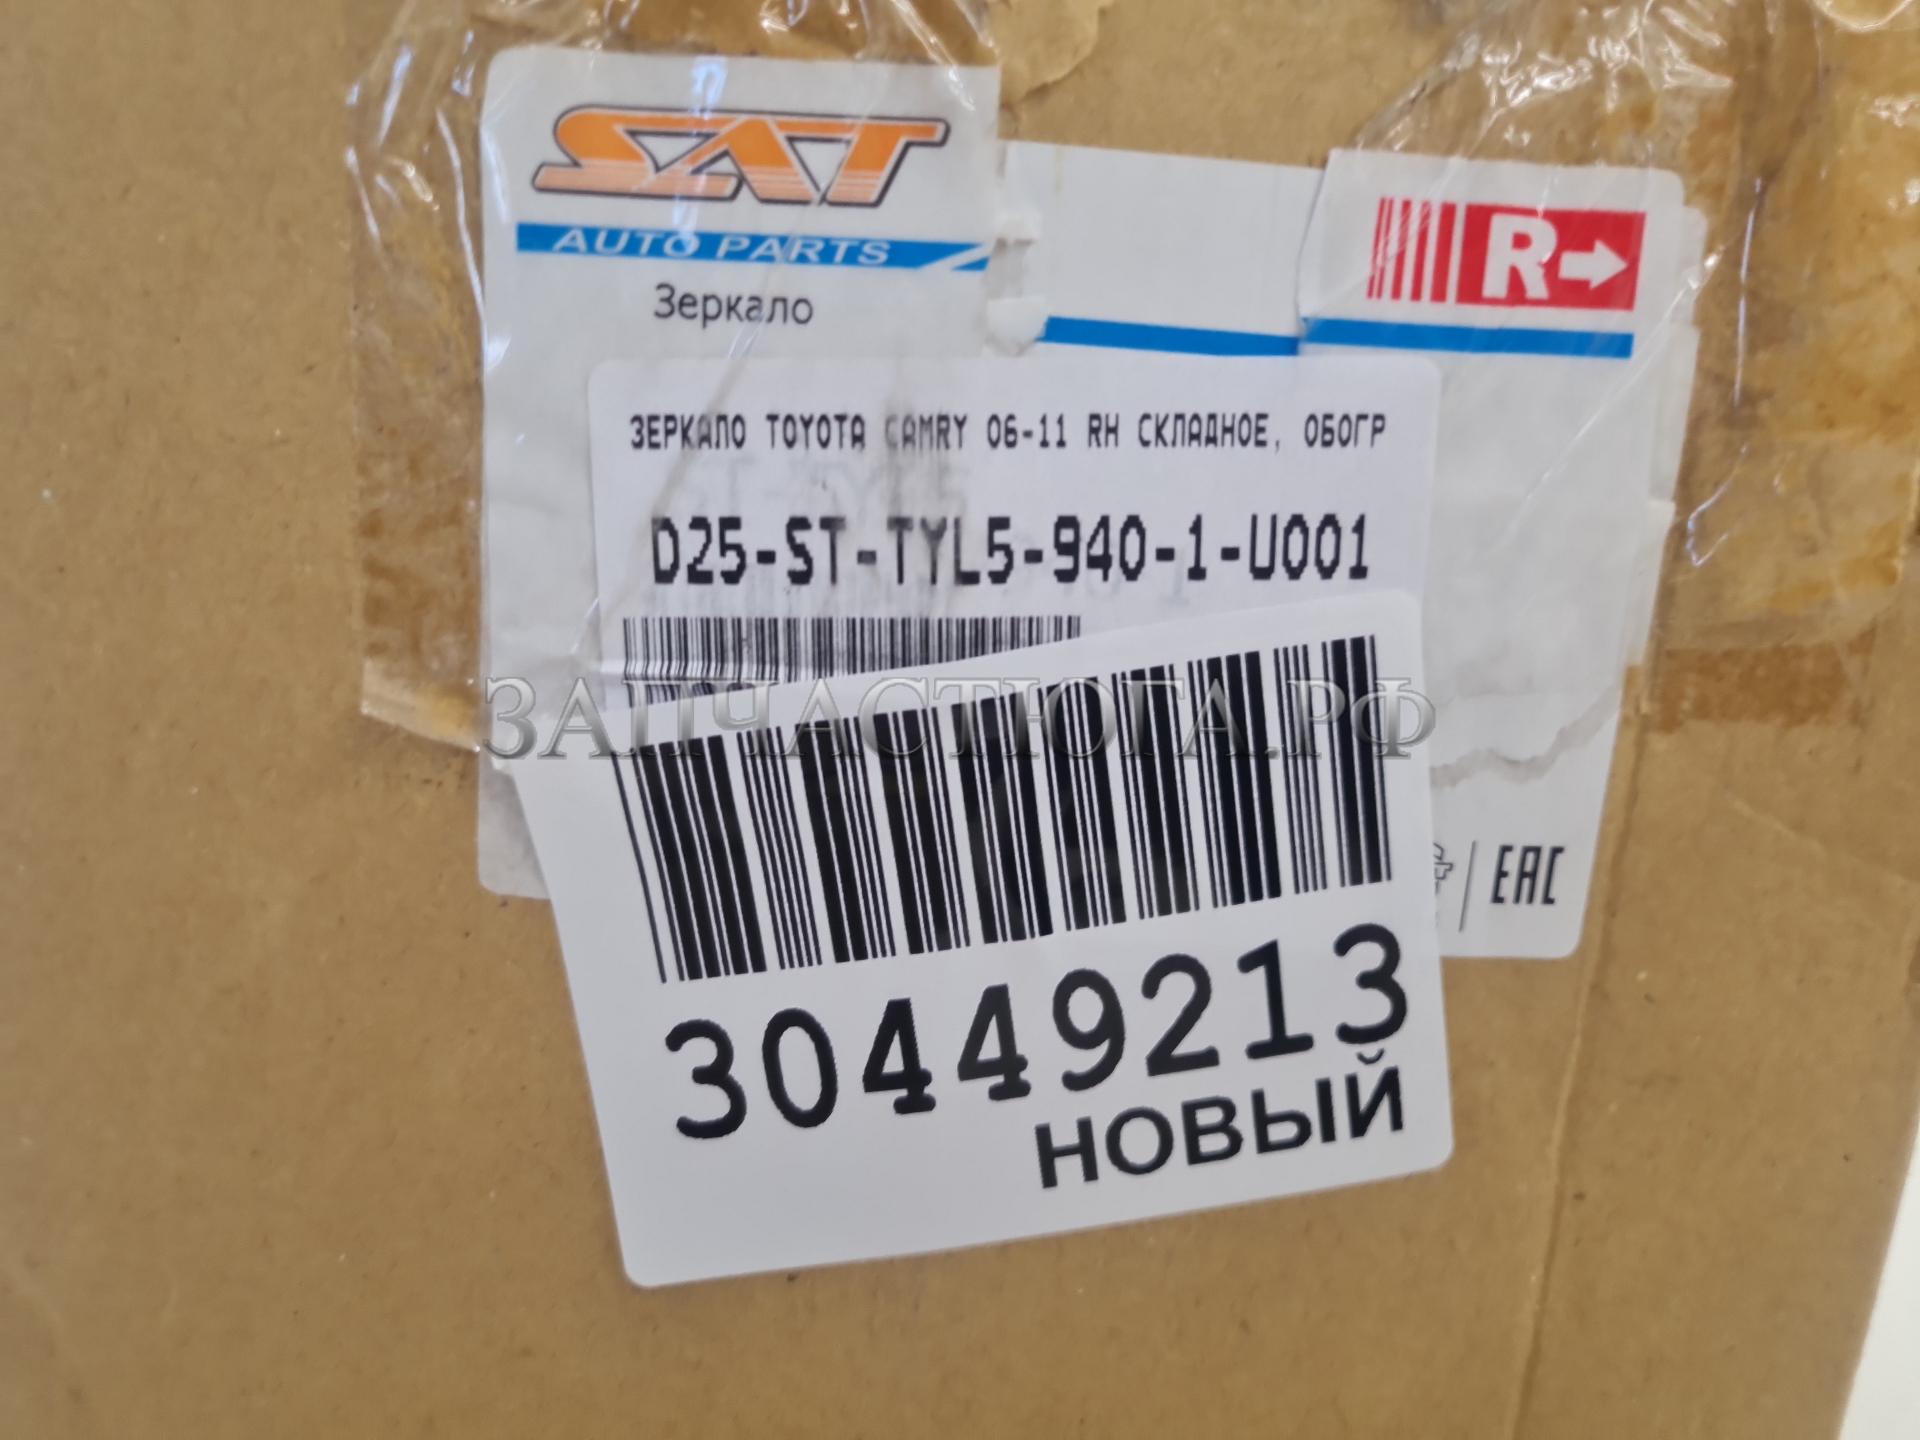 SAT
AUTO PARTS
Зеркало
R
ЗЕРКАЛО TOYOTA CAMRY 06-11 RH СКЛАДНОЕ, ОБОГР
D25-ST-TYL5-940-1-U001
ЗАПЧАСТЮГА.РФ
EAC
30449213
НОВЫЙ